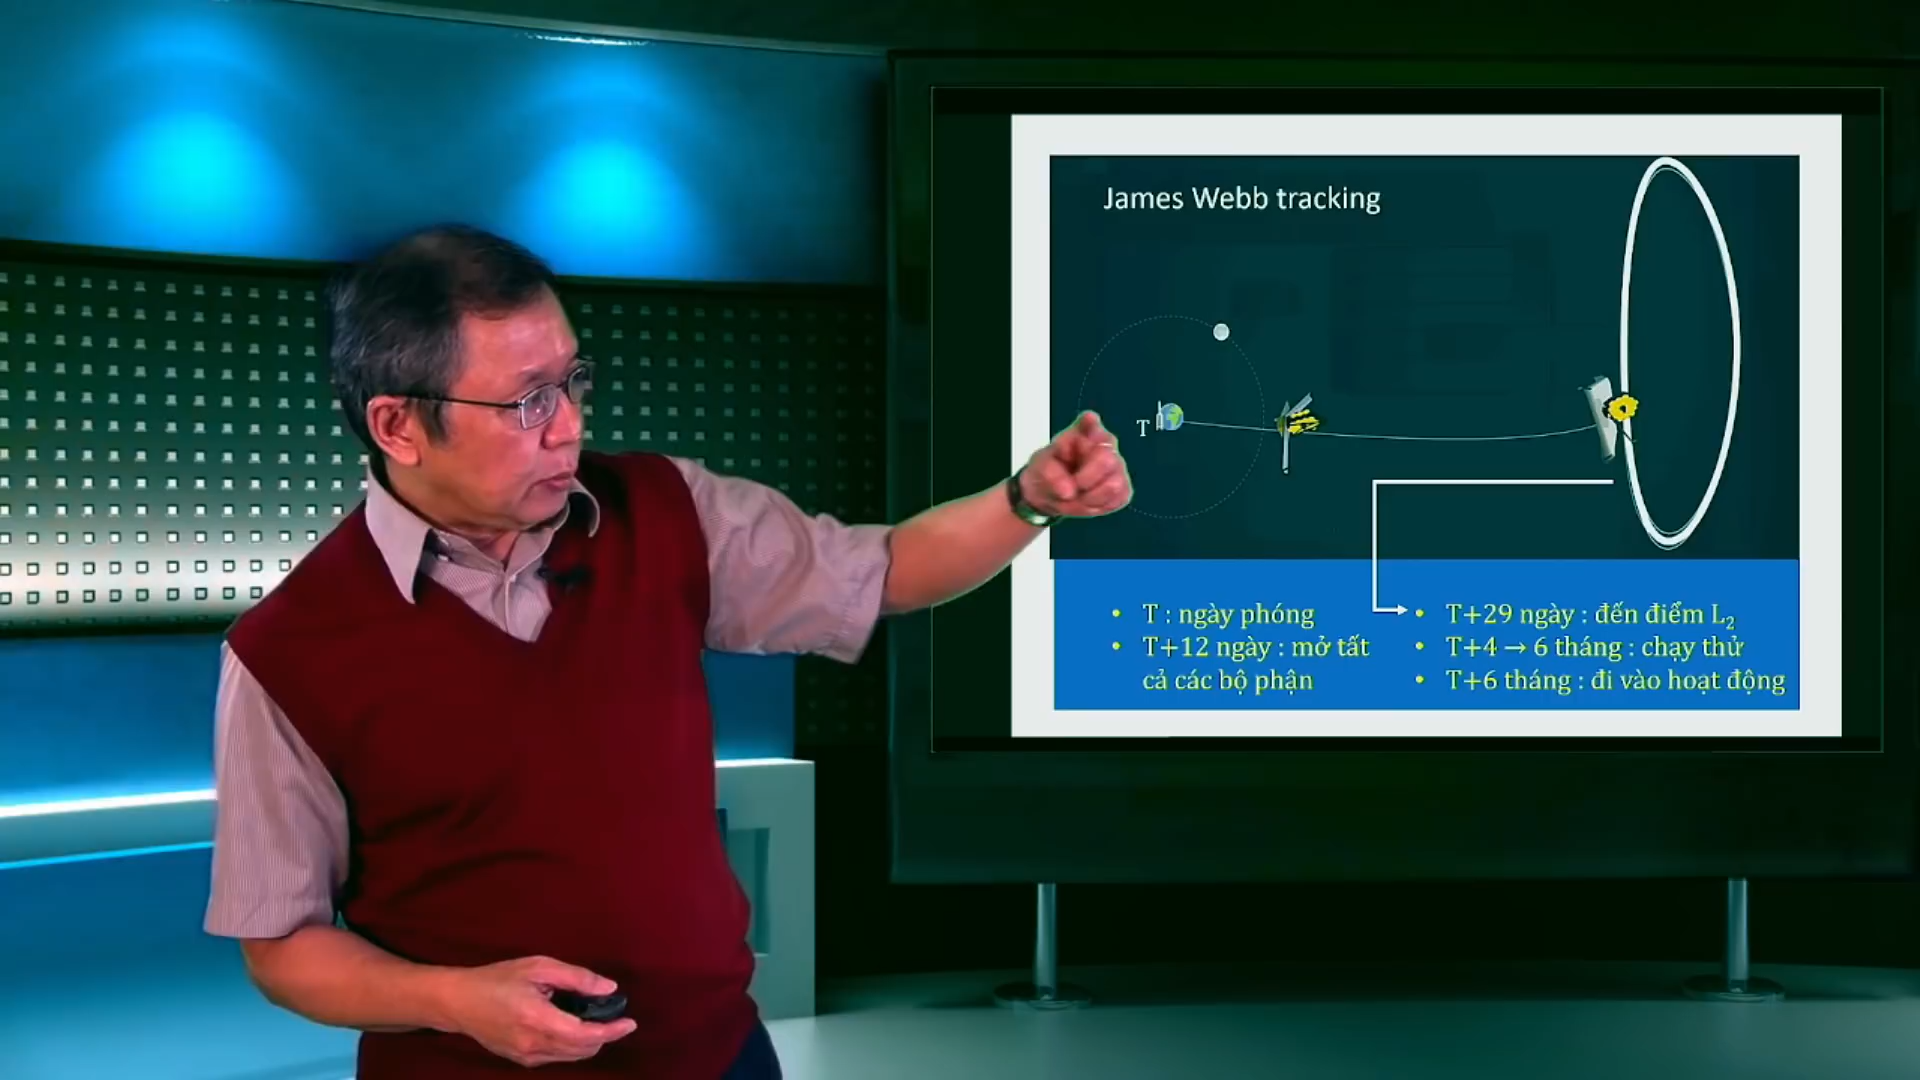 James Webb tracking
T
• T : ngày phóng
• T+12 ngày : mở tất
cả các bộ phận
• T+29 ngày : đến điểm L₂
• T+4 → 6 tháng : chạy thử
• T+6 tháng : đi vào hoạt động